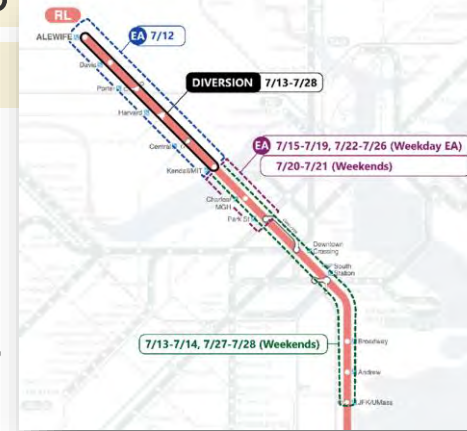 RL
ALEWIFE
EA 7/12
Davis
Porter
DIVERSION 7/13-7/28
Harvard
Central
EA 7/15-7/19, 7/22-7/26 (Weekday EA)
7/20-7/21 (Weekends)
Kendall/MIT
Charles/
MGH
Park St
Downtown
Crossing
South
Station
7/13-7/14, 7/27-7/28 (Weekends)
Broadway
Andrew
JFK/UMass